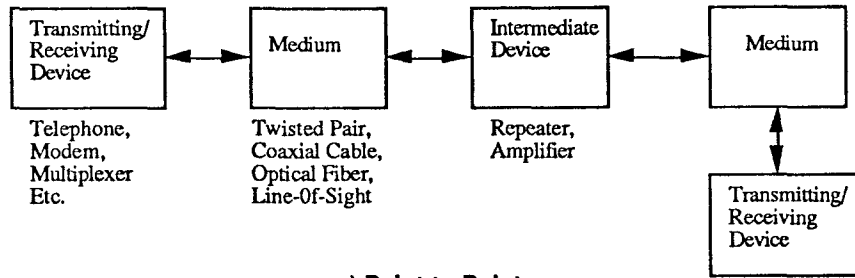 Transmitting/
Receiving
Device
Medium
Intermediate
Device
Medium
Telephone,
Modem,
Multiplexer
Etc.
Twisted Pair,
Coaxial Cable,
Optical Fiber,
Line-Of-Sight
Repeater,
Amplifier
Transmitting/
Receiving
Device